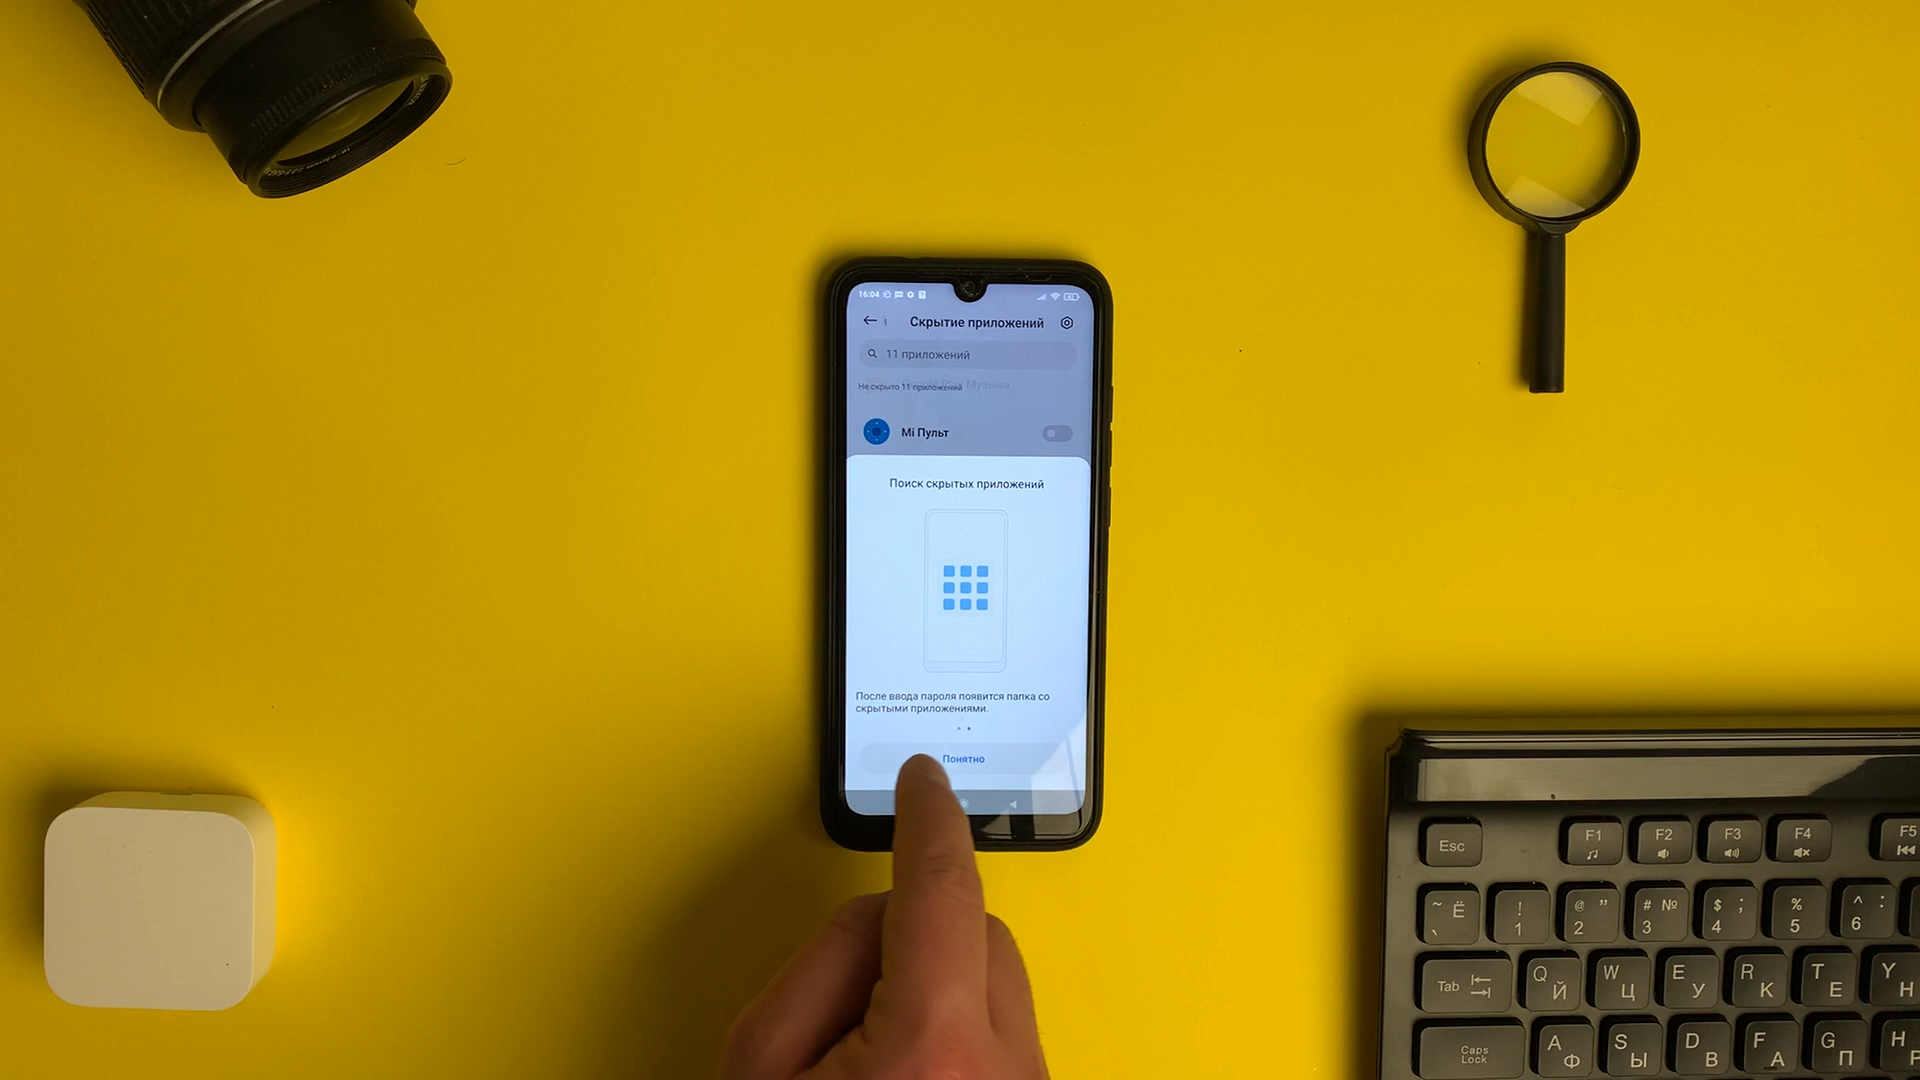 16:04
Скрытие приложений
11 приложений
Не скрыто 11 приложений
Mi Пульт
Поиск скрытых приложений
После ввода пароля появится папка со
скрытыми приложениями.
Понятно
Esc F1 F2 F3 F4 F5
~ Ё ! 1 @ " 2 # № 3 $ ; 4 % 5 ^ : 6
Tab Q Й W Ц E У R К T Е Y Н
Caps Lock A Ф S Ы D В F А G П H Р